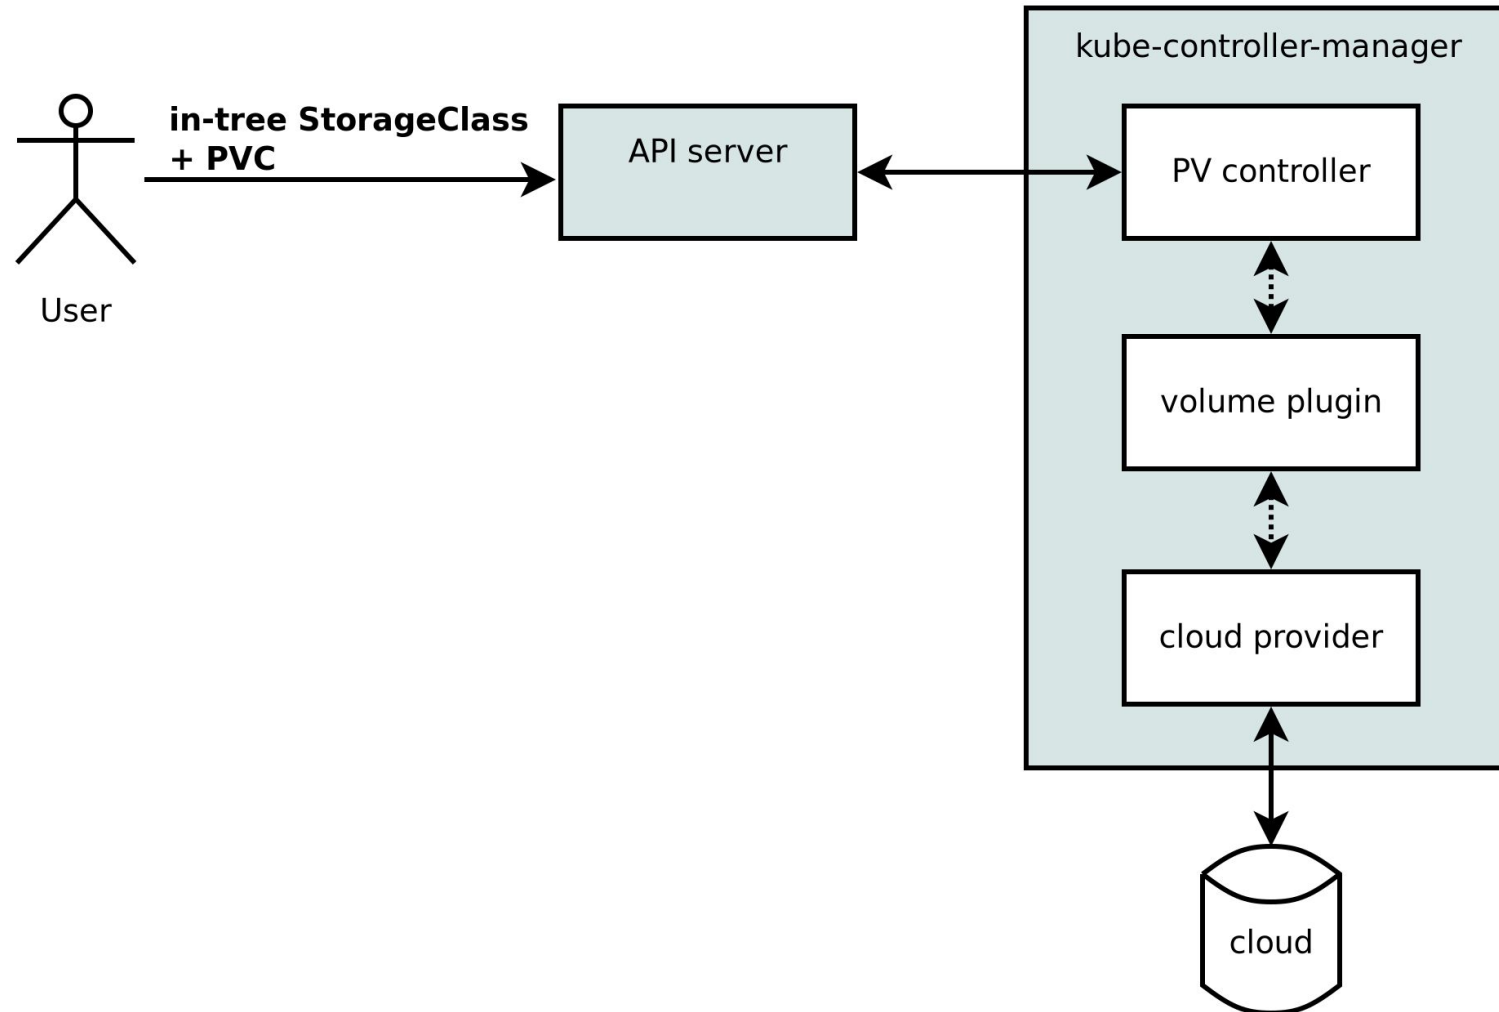 kube-controller-manager
in-tree StorageClass
+ PVC
API server
PV controller
User
volume plugin
cloud provider
cloud